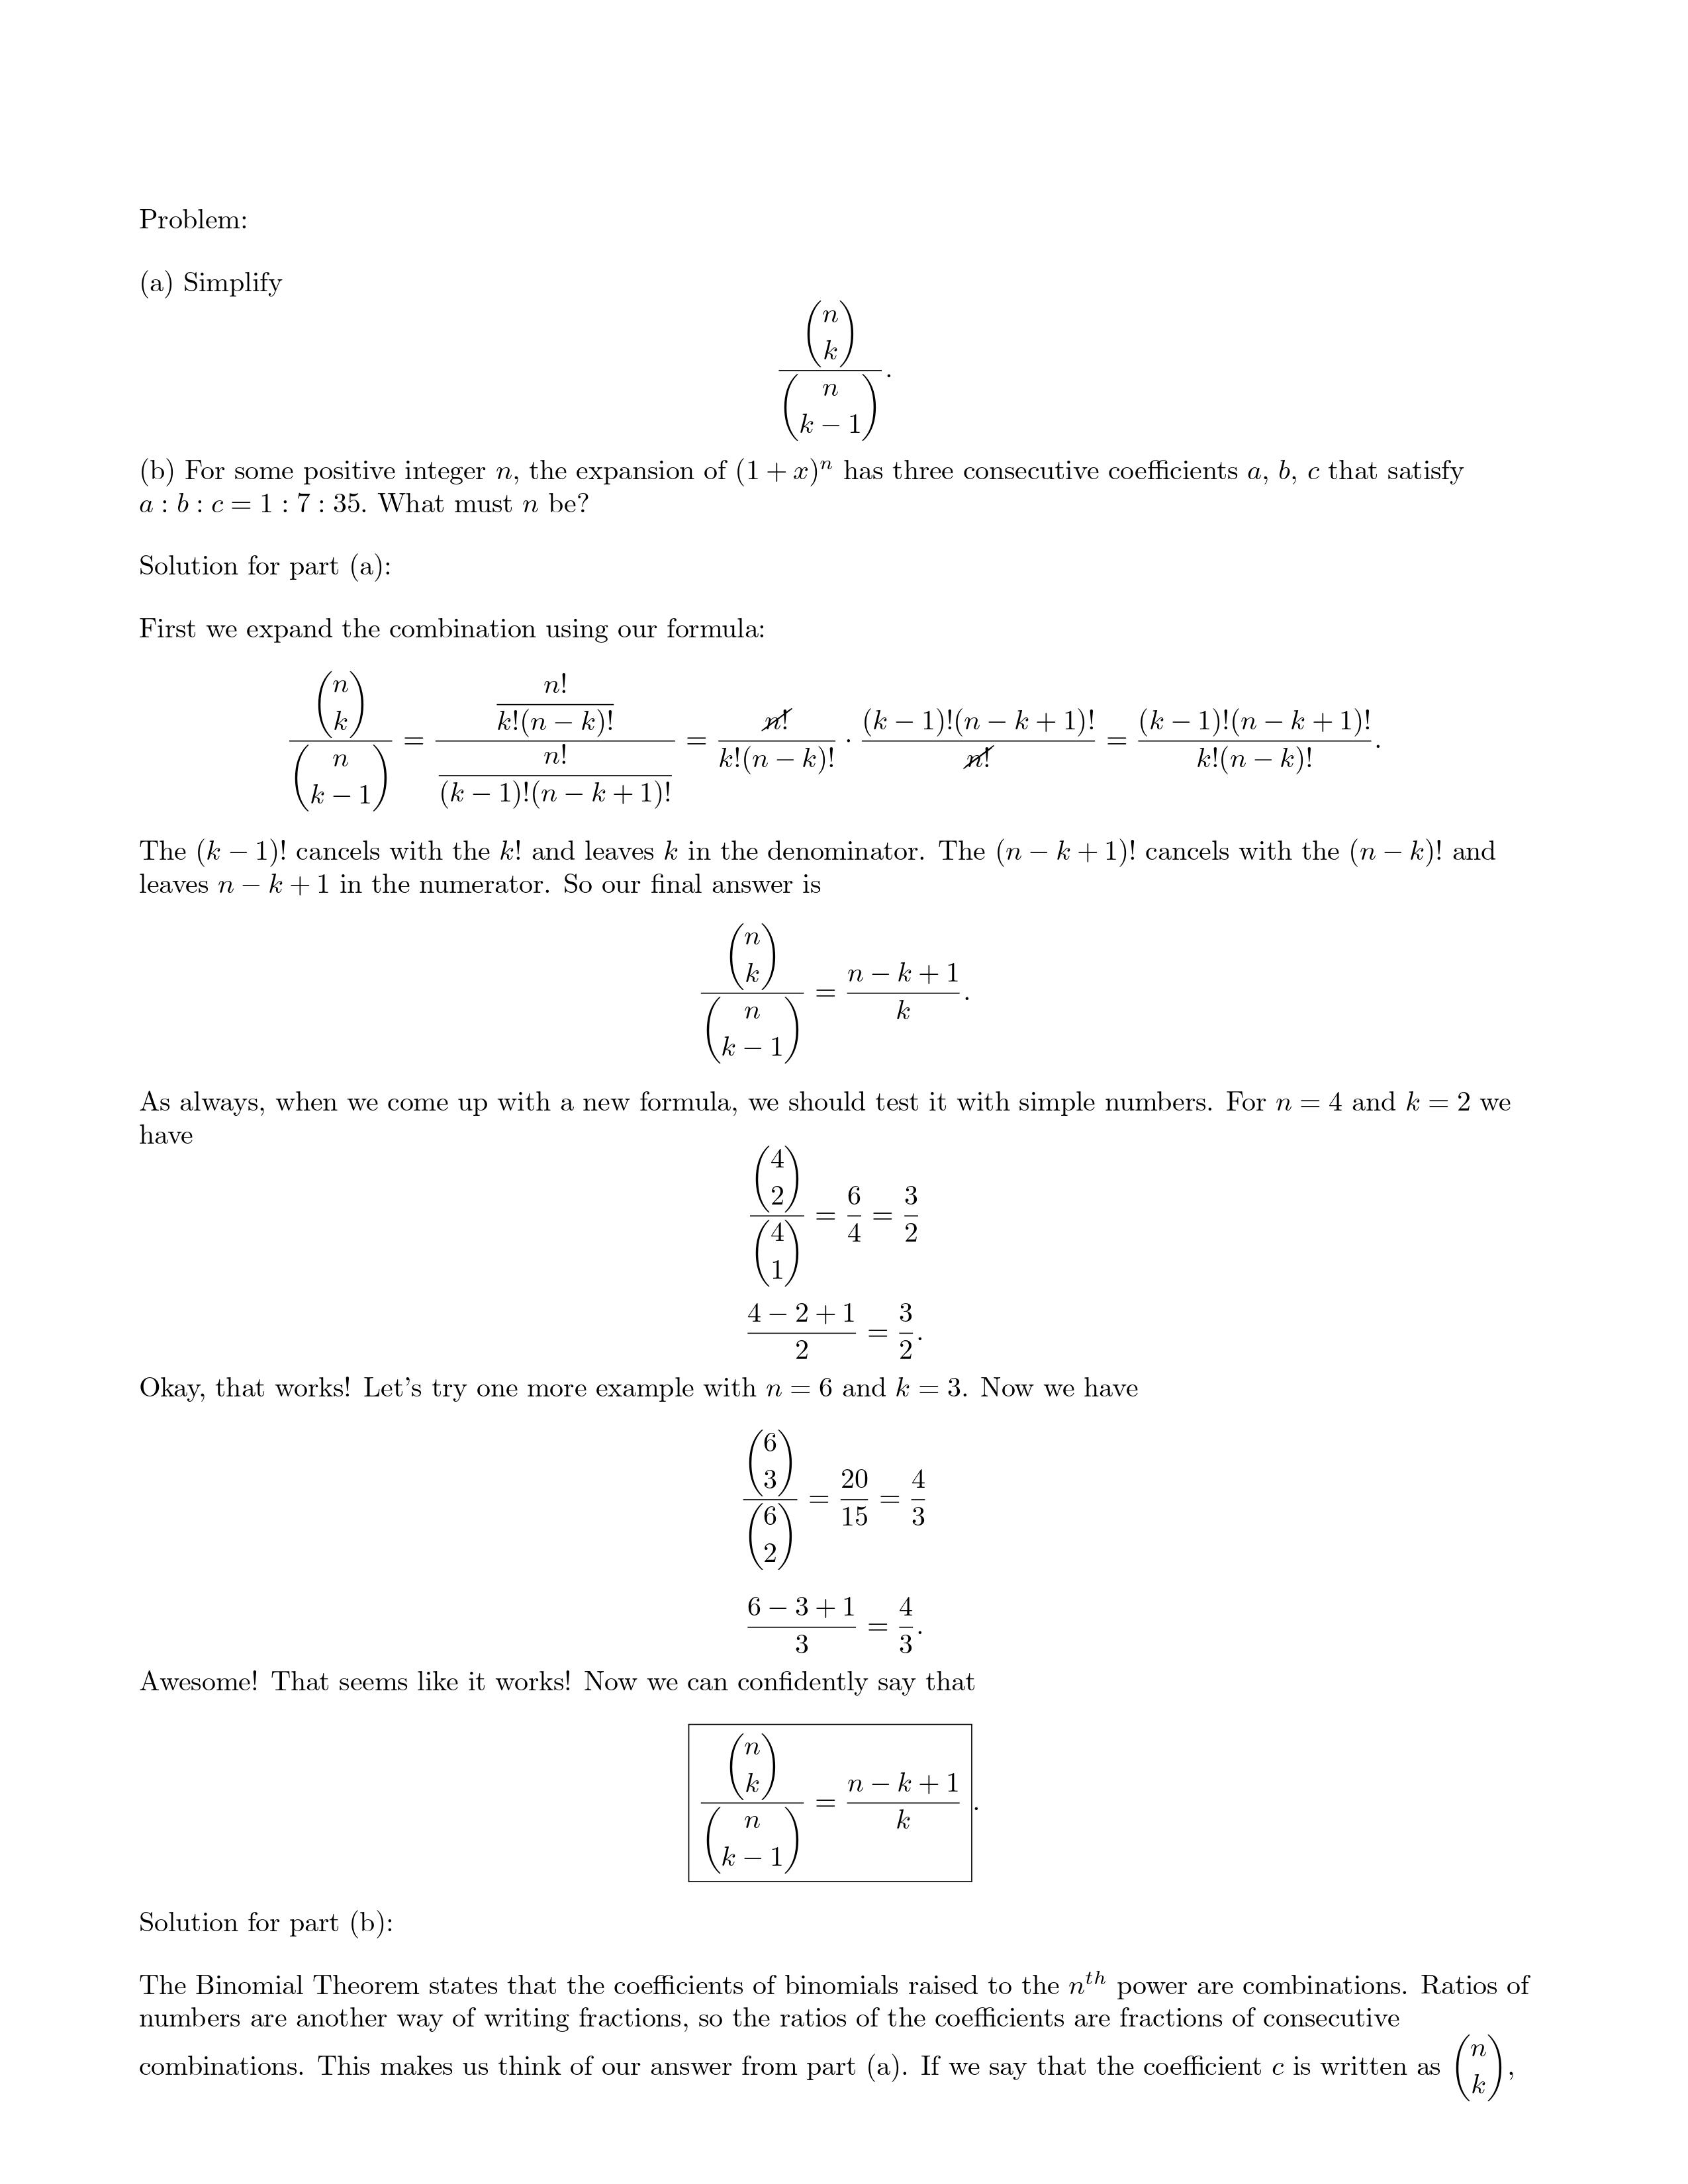 Problem:
(a) Simplify
\frac{\binom{n}{k}}{\binom{n}{k-1}}.
(b) For some positive integer n, the expansion of (1 + x)^n has three consecutive coefficients a, b, c that satisfy
a : b : c = 1 : 7 : 35. What must n be?
Solution for part (a):
First we expand the combination using our formula:
\frac{\binom{n}{k}}{\binom{n}{k-1}} = \frac{\frac{n!}{k!(n-k)!}}{\frac{n!}{(k-1)!(n-k+1)!}} = \frac{\cancel{n!}}{k!(n-k)!} \cdot \frac{(k-1)!(n-k+1)!}{\cancel{n!}} = \frac{(k-1)!(n-k+1)!}{k!(n-k)!}.
The (k − 1)! cancels with the k! and leaves k in the denominator. The (n − k + 1)! cancels with the (n − k)! and
leaves n − k + 1 in the numerator. So our final answer is
\frac{\binom{n}{k}}{\binom{n}{k-1}} = \frac{n-k+1}{k}.
As always, when we come up with a new formula, we should test it with simple numbers. For n = 4 and k = 2 we
have
\frac{\binom{4}{2}}{\binom{4}{1}} = \frac{6}{4} = \frac{3}{2}
\frac{4-2+1}{2} = \frac{3}{2}.
Okay, that works! Let's try one more example with n = 6 and k = 3. Now we have
\frac{\binom{6}{3}}{\binom{6}{2}} = \frac{20}{15} = \frac{4}{3}
\frac{6-3+1}{3} = \frac{4}{3}.
Awesome! That seems like it works! Now we can confidently say that
\boxed{\frac{\binom{n}{k}}{\binom{n}{k-1}} = \frac{n-k+1}{k}}.
Solution for part (b):
The Binomial Theorem states that the coefficients of binomials raised to the n^{th} power are combinations. Ratios of
numbers are another way of writing fractions, so the ratios of the coefficients are fractions of consecutive
combinations. This makes us think of our answer from part (a). If we say that the coefficient c is written as \binom{n}{k},